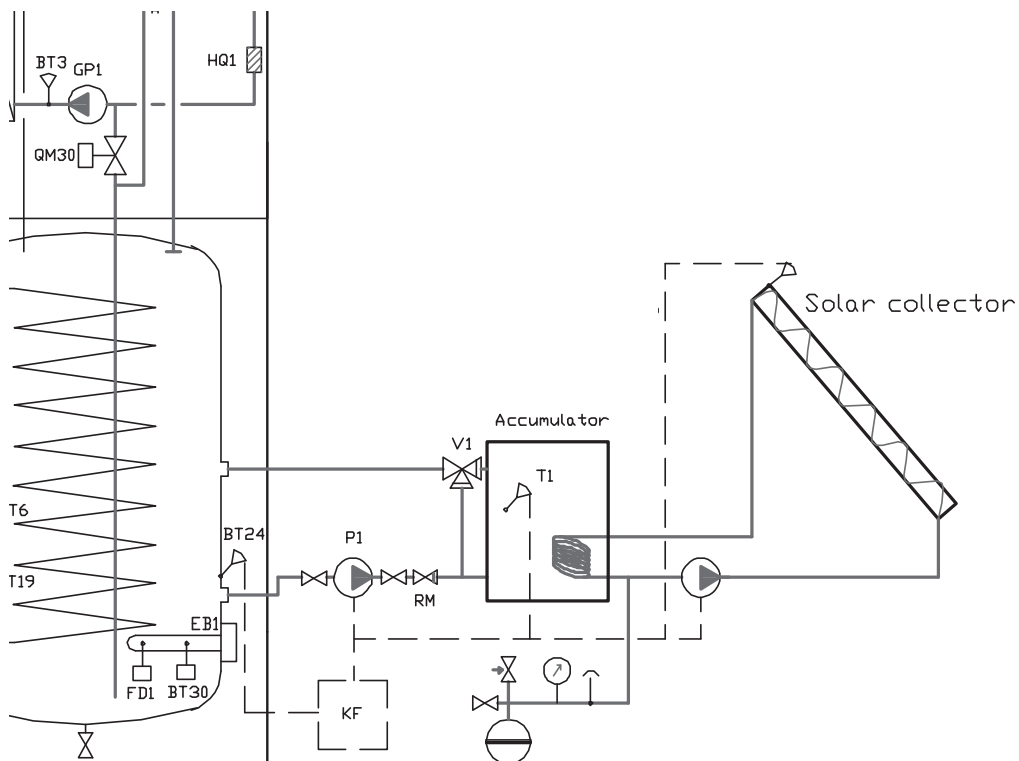 HQ1
BT3
GP1
QM30
Solar collector
Accumulator
V1
T1
T6
BT24
P1
T19
RM
EB1
FD1
BT30
KF